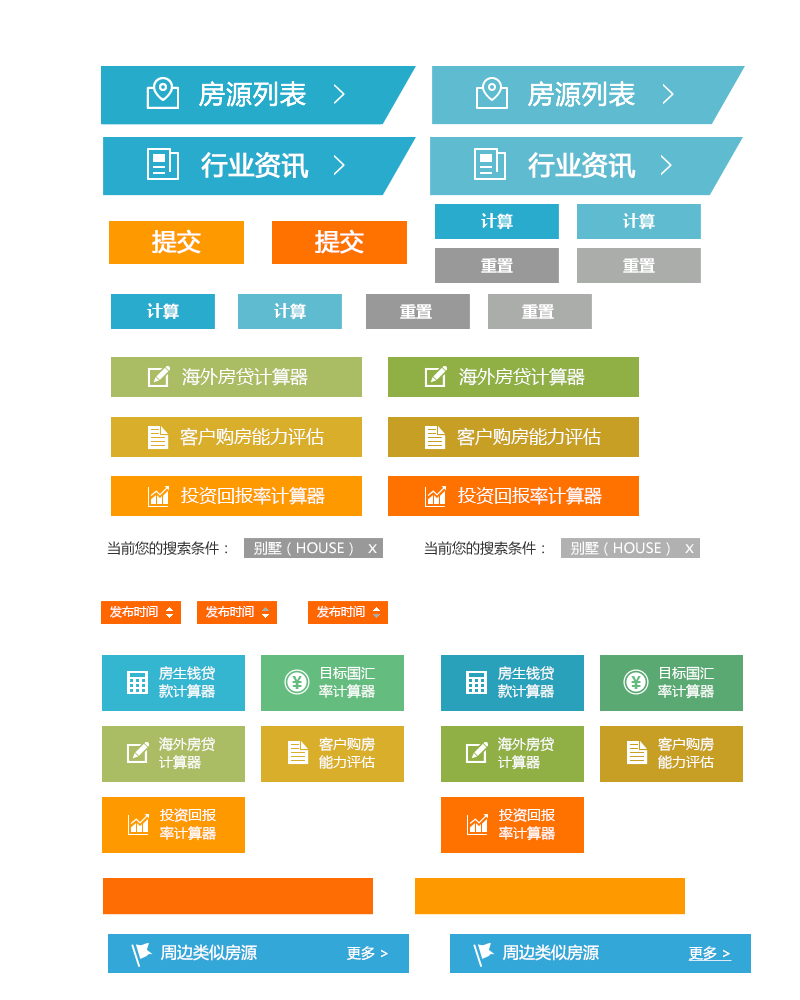 房源列表 >
房源列表 >
行业资讯 >
行业资讯 >
计算
计算
提交
提交
重置
重置
计算
计算
重置
重置
海外房贷计算器
海外房贷计算器
客户购房能力评估
客户购房能力评估
投资回报率计算器
投资回报率计算器
当前您的搜索条件： 别墅（HOUSE） X
当前您的搜索条件： 别墅（HOUSE） X
发布时间
发布时间
发布时间
房生钱贷
款计算器
目标国汇
率计算器
房生钱贷
款计算器
目标国汇
率计算器
海外房贷
计算器
客户购房
能力评估
海外房贷
计算器
客户购房
能力评估
投资回报
率计算器
投资回报
率计算器
周边类似房源 更多 >
周边类似房源 更多 >